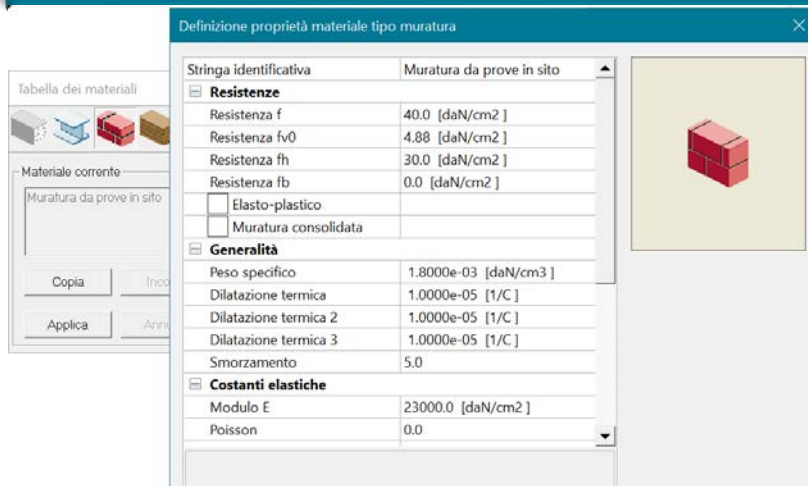 Definizione proprietà materiale tipo muratura
Tabella dei materiali
Materiale corrente
Muratura da prove in sito
Copia
Applica
Stringa identificativa Muratura da prove in sito
Resistenze
Resistenza f 40.0 [daN/cm2 ]
Resistenza fv0 4.88 [daN/cm2 ]
Resistenza fh 30.0 [daN/cm2 ]
Resistenza fb 0.0 [daN/cm2 ]
Elasto-plastico
Muratura consolidata
Generalità
Peso specifico 1.8000e-03 [daN/cm3 ]
Dilatazione termica 1.0000e-05 [1/C ]
Dilatazione termica 2 1.0000e-05 [1/C ]
Dilatazione termica 3 1.0000e-05 [1/C ]
Smorzamento 5.0
Costanti elastiche
Modulo E 23000.0 [daN/cm2 ]
Poisson 0.0